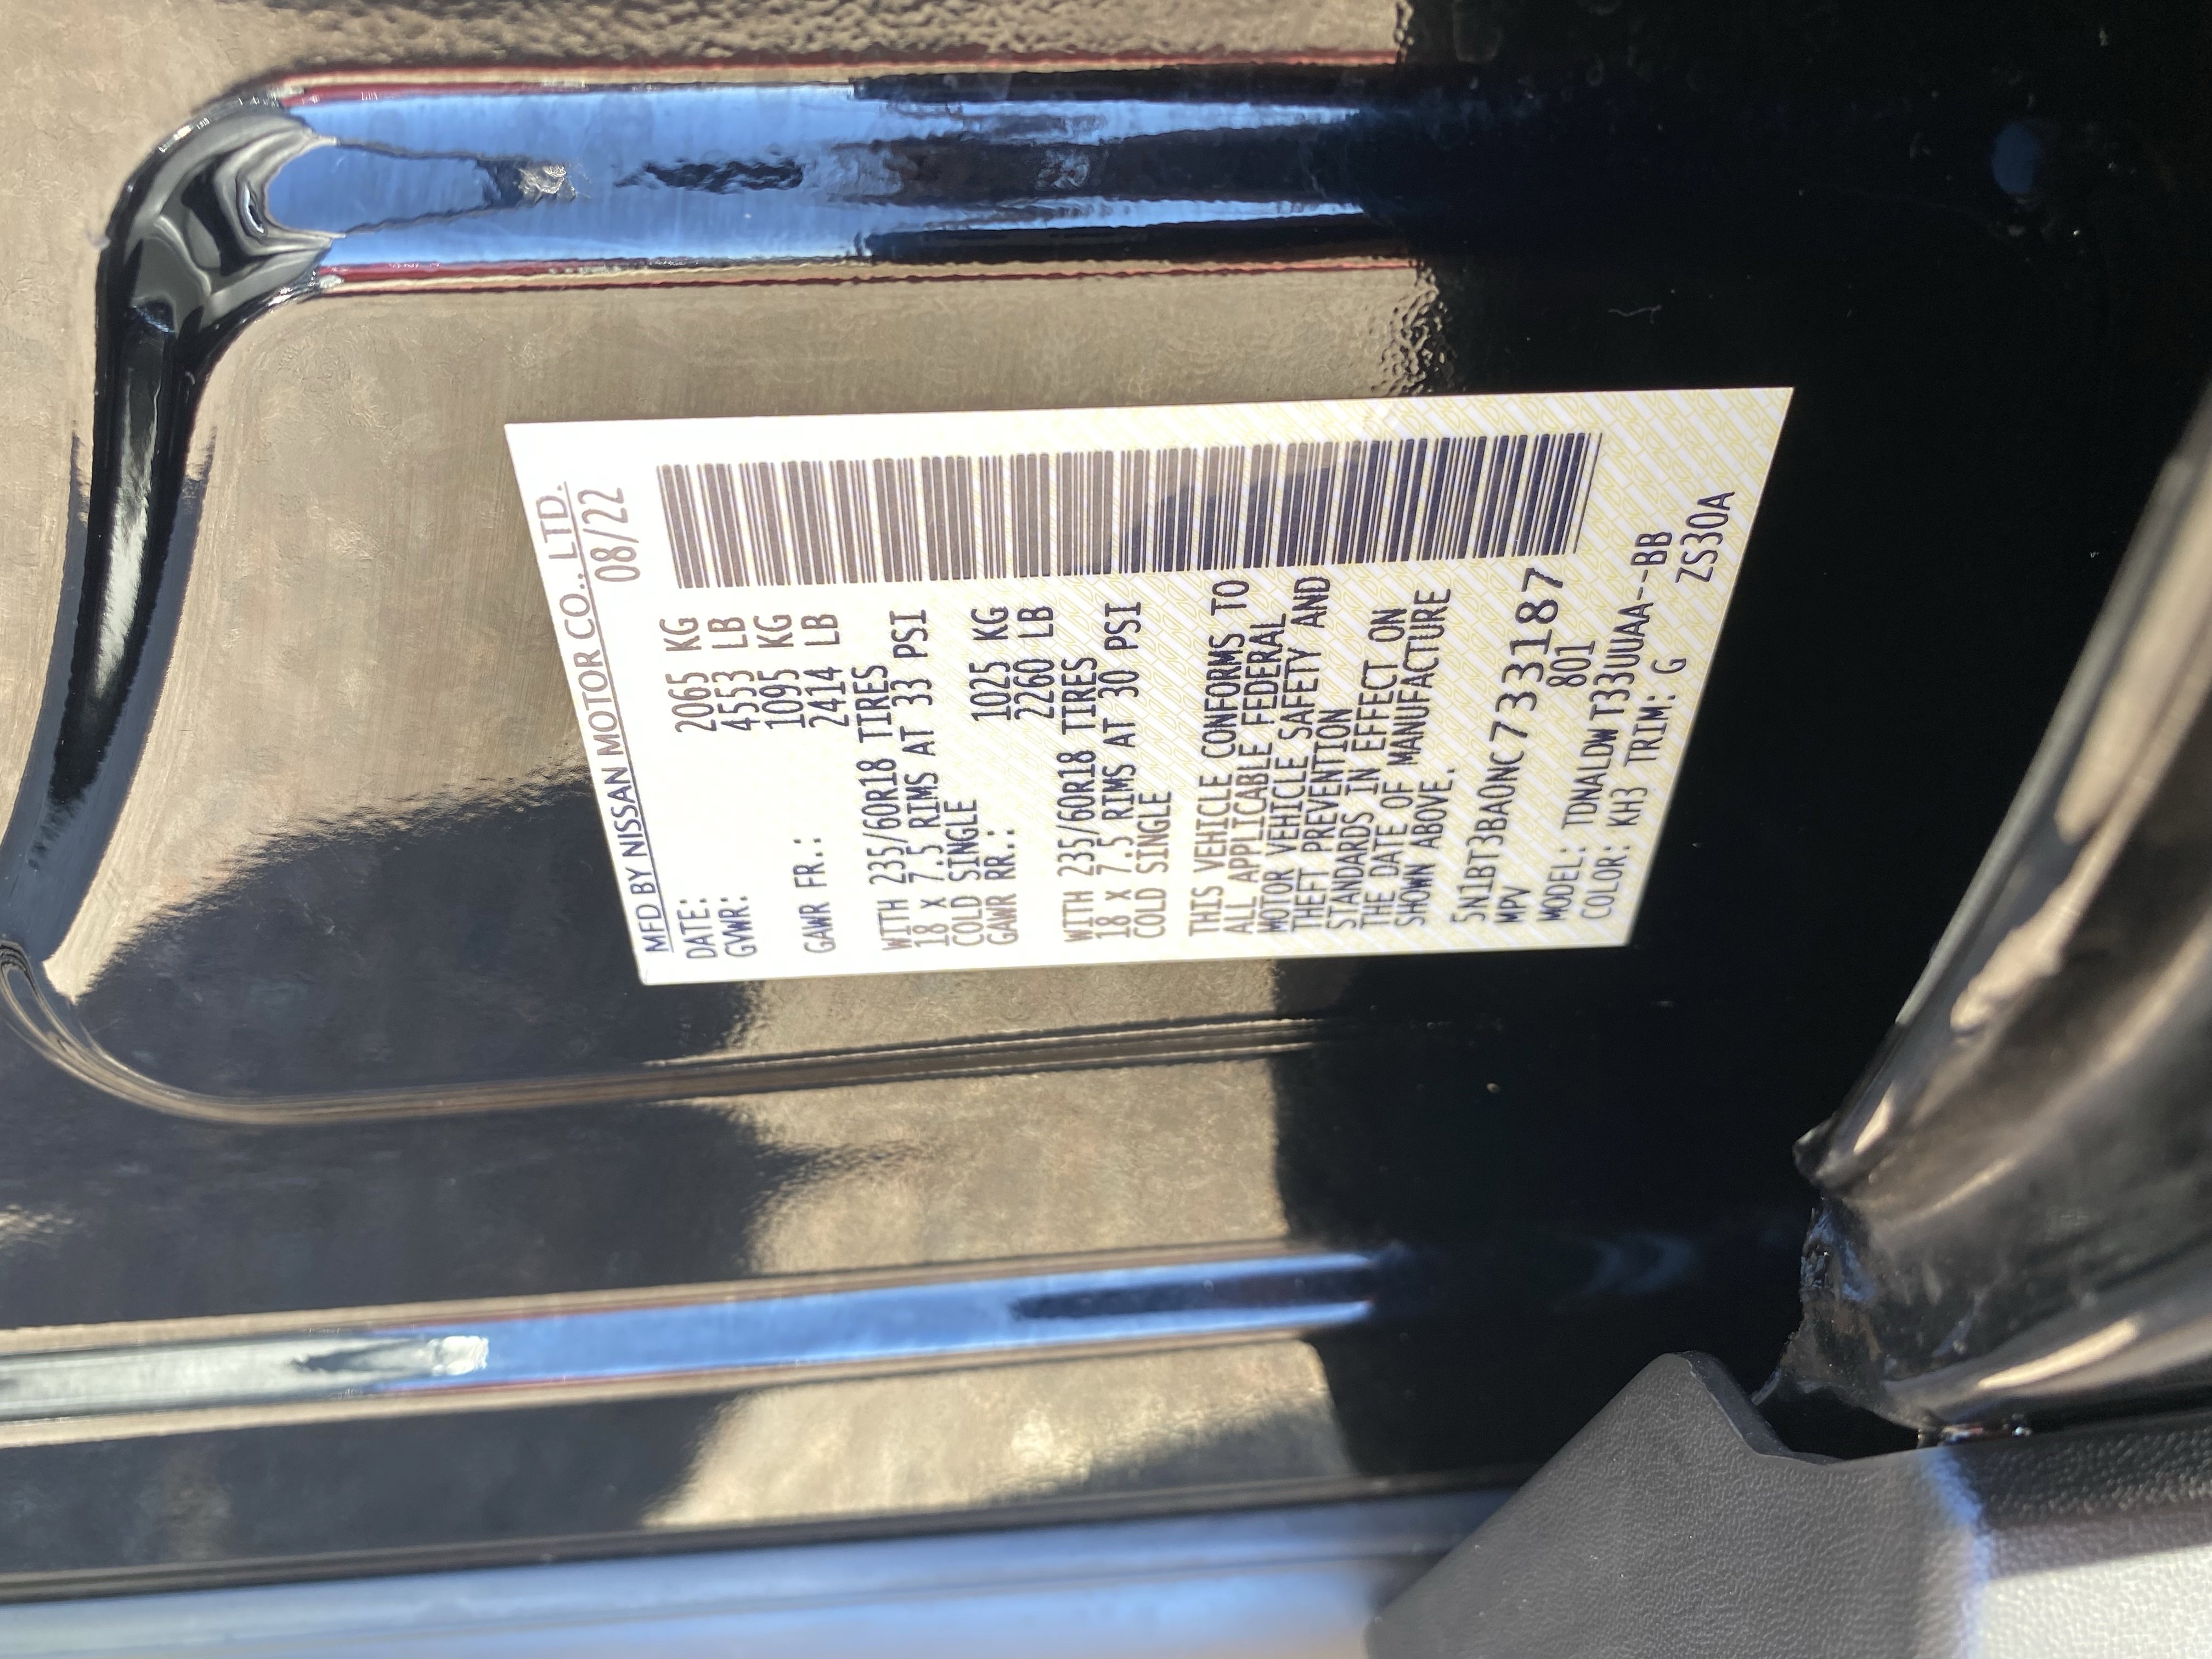 MFD BY NISSAN MOTOR CO., LTD.
DATE: 08/22
GVWR: 2065 KG
4553 LB
GAWR FR.: 1095 KG
2414 LB
WITH 235/60R18 TIRES
18 X 7.5 RIMS AT 33 PSI
COLD SINGLE
GAWR RR.: 1025 KG
2260 LB
WITH 235/60R18 TIRES
18 X 7.5 RIMS AT 30 PSI
COLD SINGLE
THIS VEHICLE CONFORMS TO
ALL APPLICABLE FEDERAL
MOTOR VEHICLE SAFETY AND
THEFT PREVENTION
STANDARDS IN EFFECT ON
THE DATE OF MANUFACTURE
SHOWN ABOVE.
5N1BT3BA0NC733187
MPV 801
MODEL: TDNALDWT33UUAA--BB
COLOR: KH3 TRIM: G ZS30A